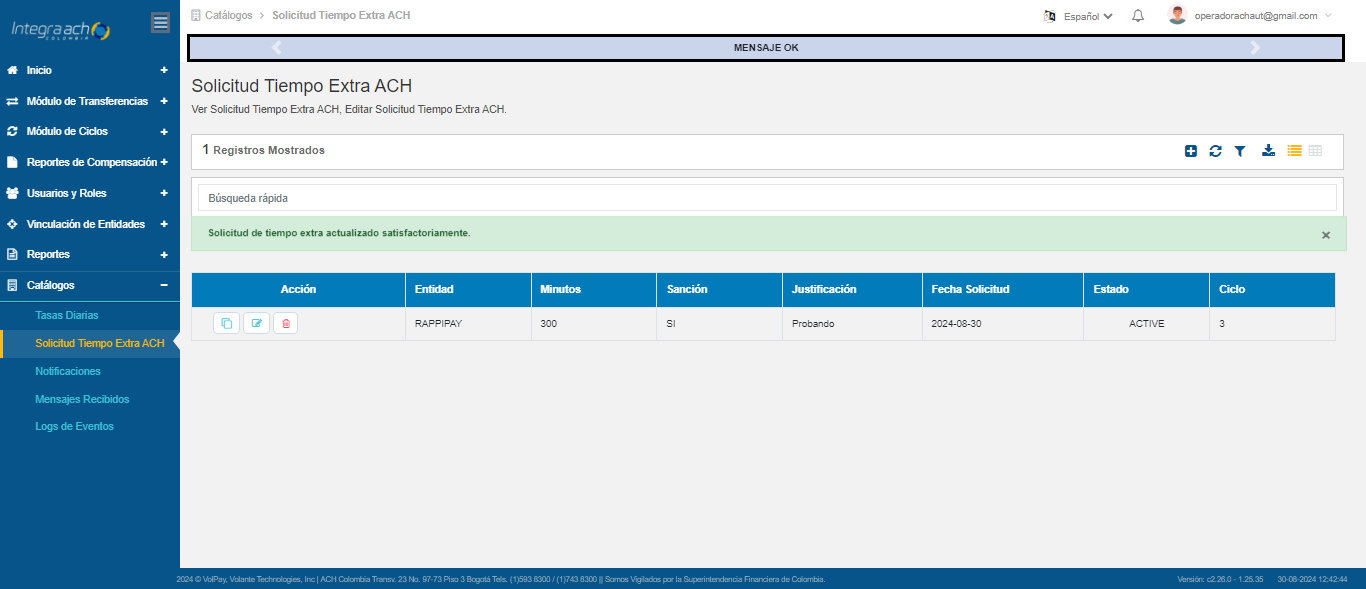 Integra ach
COLOMBIA
Catálogos > Solicitud Tiempo Extra ACH
Español
operadorachaut@gmail.com
MENSAJE OK
Inicio +
Módulo de Transferencias +
Módulo de Ciclos +
Reportes de Compensación +
Usuarios y Roles +
Vinculación de Entidades +
Reportes +
Catálogos −
Tasas Diarias
Solicitud Tiempo Extra ACH
Notificaciones
Mensajes Recibidos
Logs de Eventos
Solicitud Tiempo Extra ACH
Ver Solicitud Tiempo Extra ACH, Editar Solicitud Tiempo Extra ACH.
1 Registros Mostrados
Búsqueda rápida
Solicitud de tiempo extra actualizado satisfactoriamente. ×
Acción Entidad Minutos Sanción Justificación Fecha Solicitud Estado Ciclo
RAPPIPAY 300 SI Probando 2024-08-30 ACTIVE 3
2024 © VolPay, Volante Technologies, Inc | ACH Colombia Transv. 23 No. 97-73 Piso 3 Bogotá Tels. (1)593 8300 / (1)743 8300 || Somos Vigilados por la Superintendencia Financiera de Colombia.
Versión: c2.26.0 - 1.25.35 30-08-2024 12:42:44